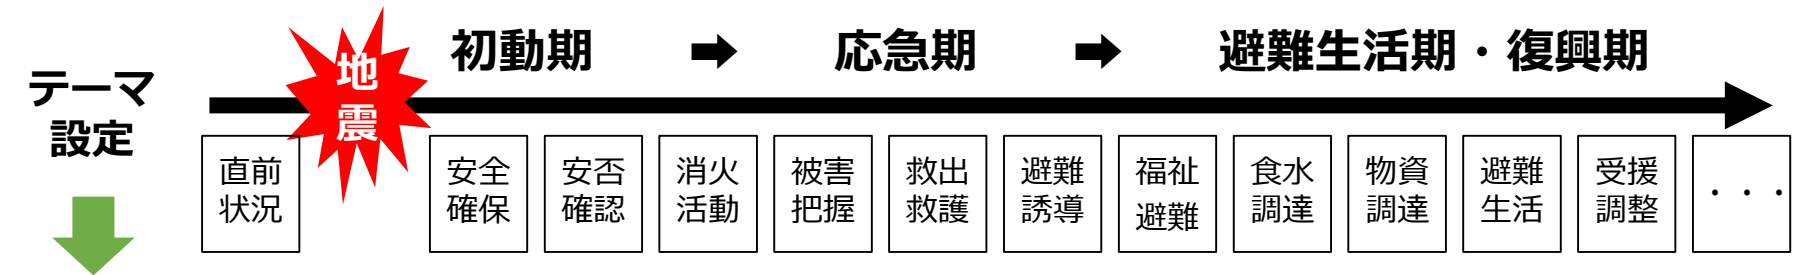 テーマ
設定
地
震
初動期 ➡ 応急期 ➡ 避難生活期・復興期
直前
状況
安全
確保
安否
確認
消火
活動
被害
把握
救出
救護
避難
誘導
福祉
避難
食水
調達
物資
調達
避難
生活
受援
調整
・・・